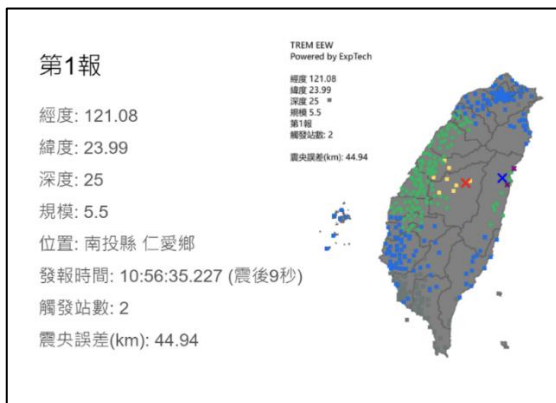 第1報
經度: 121.08
緯度: 23.99
深度: 25
規模: 5.5
位置: 南投縣 仁愛鄉
發報時間: 10:56:35.227 (震後9秒)
觸發站數: 2
震央誤差(km): 44.94
TREM EEW
Powered by ExpTech
經度 121.08
緯度 23.99
深度 25
規模 5.5
第1報
觸發站數: 2
震央誤差(km): 44.94